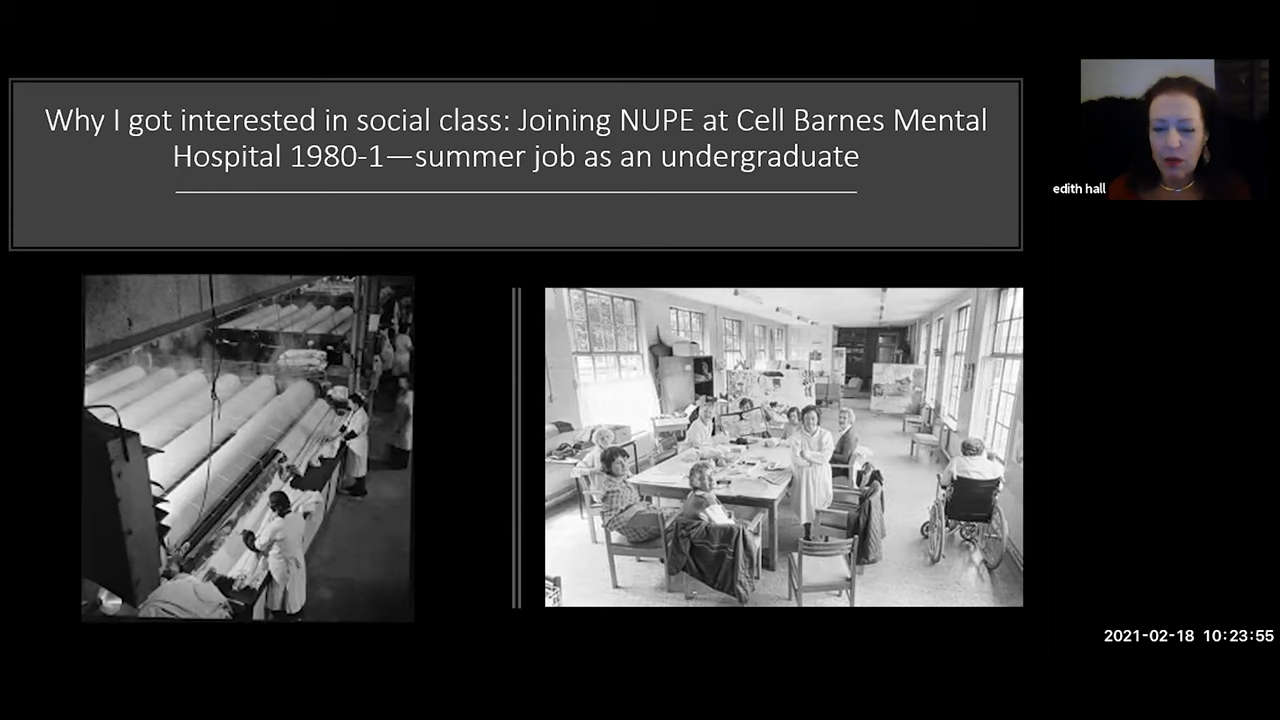 Why I got interested in social class: Joining NUPE at Cell Barnes Mental
Hospital 1980-1—summer job as an undergraduate
edith hall
2021-02-18 10:23:55